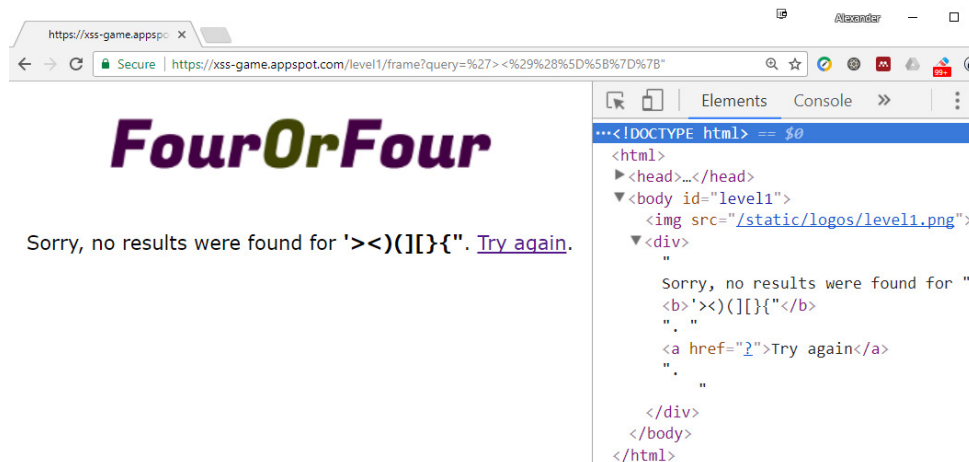 Alexander
https://xss-game.appspo
Secure | https://xss-game.appspot.com/level1/frame?query=%27><%29%28%5D%5B%7D%7B"
99+
FourOrFour
Sorry, no results were found for '><)(][}{". Try again.
Elements Console »
···<!DOCTYPE html> == $0
<html>
▶<head>…</head>
▼<body id="level1">
<img src="/static/logos/level1.png">
▼<div>
"
Sorry, no results were found for "
<b>'><)(][}{"</b>
". "
<a href="?">Try again</a>
".
"
</div>
</body>
</html>